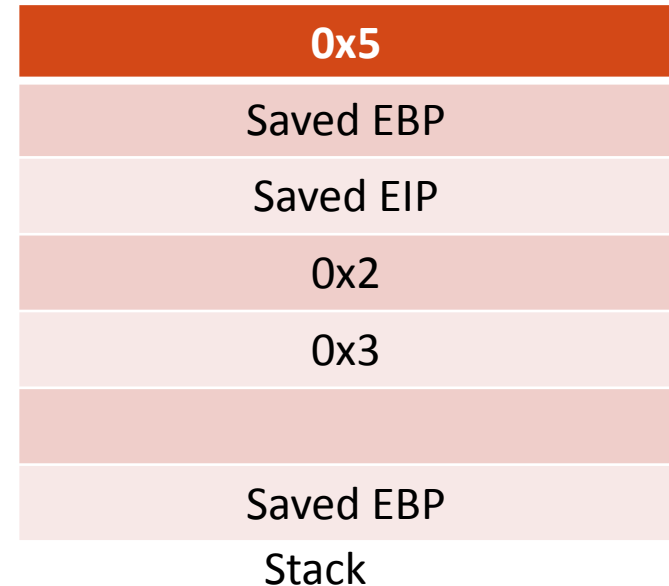 0x5
Saved EBP
Saved EIP
0x2
0x3
Saved EBP
Stack